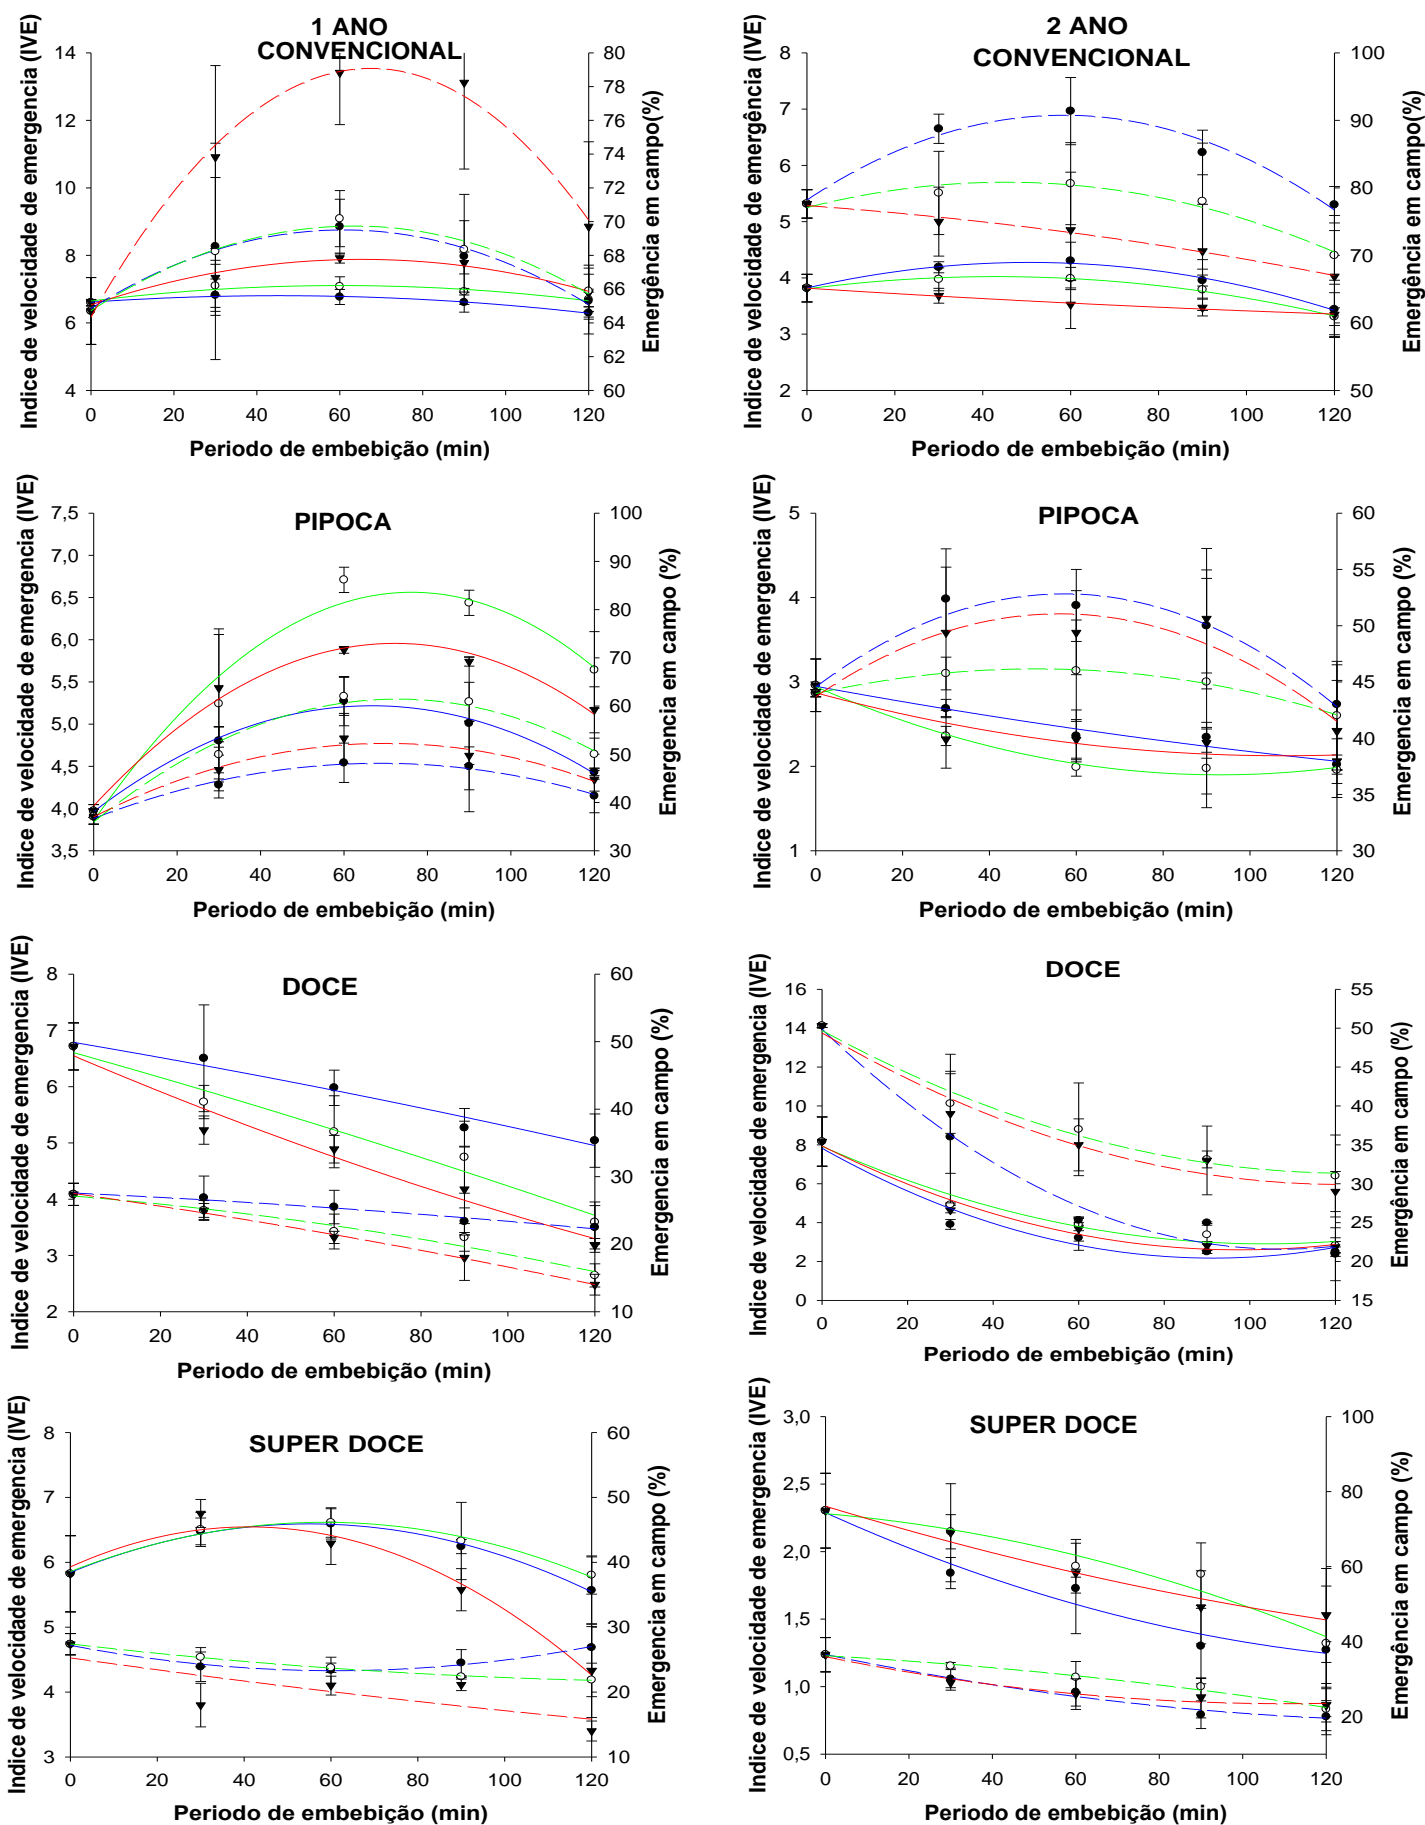 1 ANO
CONVENCIONAL
Indice de velocidade de emergencia (IVE)
14
12
10
8
6
4
80
78
76
74
72
70
68
66
64
62
60
Emergência em campo(%)
0 20 40 60 80 100 120
Periodo de embebição (min)
2 ANO
CONVENCIONAL
Indice de velocidade de emergência (IVE)
8
7
6
5
4
3
2
100
90
80
70
60
50
Emergência em campo(%)
0 20 40 60 80 100 120
Periodo de embebição (min)
PIPOCA
Indice de velocidade de emergencia (IVE)
7,5
7,0
6,5
6,0
5,5
5,0
4,5
4,0
3,5
100
90
80
70
60
50
40
30
Emergencia em campo (%)
0 20 40 60 80 100 120
Periodo de embebição (min)
PIPOCA
Indice de velocidade de emergencia (IVE)
5
4
3
2
1
60
55
50
45
40
35
30
Emergencia em campo (%)
0 20 40 60 80 100 120
Periodo de embebição (min)
DOCE
Indice de velocidade de emergencia (IVE)
8
7
6
5
4
3
2
60
50
40
30
20
10
Emergencia em campo (%)
0 20 40 60 80 100 120
Periodo de embebição (min)
DOCE
Indice de velocidade de emergencia (IVE)
16
14
12
10
8
6
4
2
0
55
50
45
40
35
30
25
20
15
Emergência em campo (%)
0 20 40 60 80 100 120
Periodo de embebição (min)
SUPER DOCE
Indice de velocidade de emergencia (IVE)
8
7
6
5
4
3
60
50
40
30
20
10
Emergencia em campo (%)
0 20 40 60 80 100 120
Periodo de embebição (min)
SUPER DOCE
Indice de velocidade de emergencia (IVE)
3,0
2,5
2,0
1,5
1,0
0,5
100
80
60
40
20
Emergência em campo (%)
0 20 40 60 80 100 120
Periodo de embebição (min)